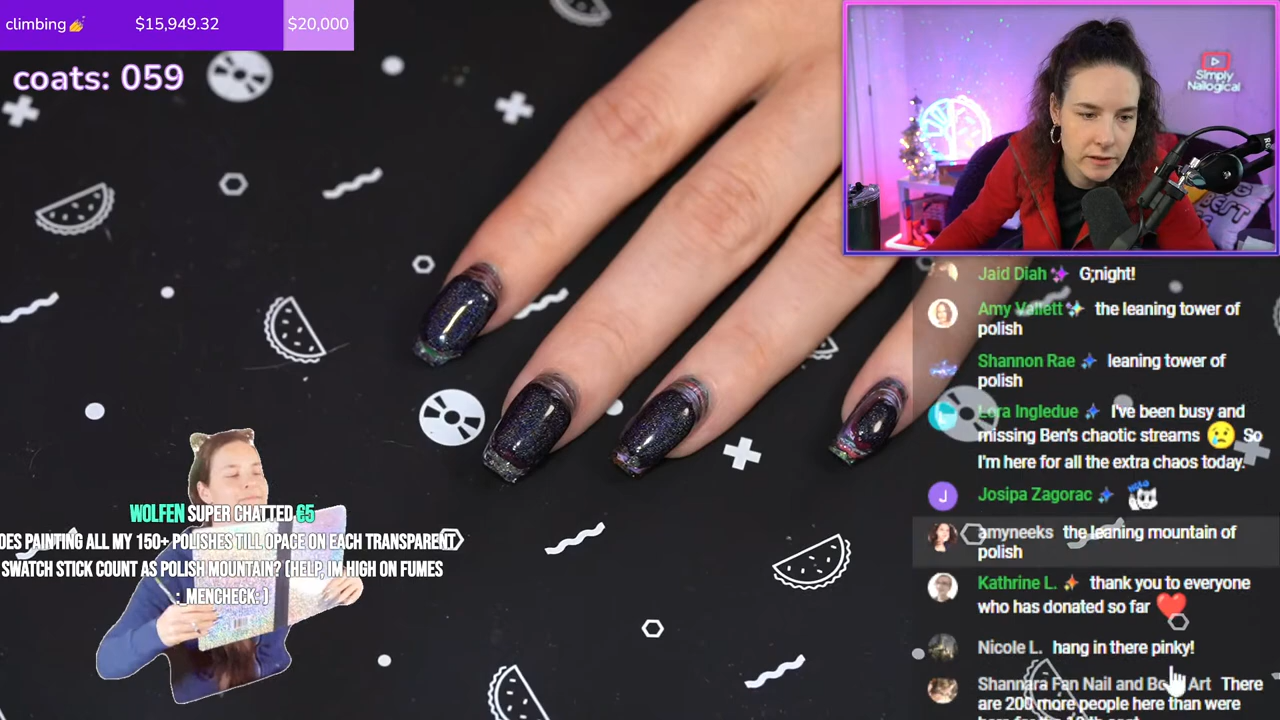 climbing💅 $15,949.32 $20,000
coats: 059
Simply
Nailogical
Jaid Diah G;night!
Amy Vallett the leaning tower of
polish
Shannon Rae leaning tower of
polish
Lora Ingledue I've been busy and
missing Ben's chaotic streams 😢 So
I'm here for all the extra chaos today.
J Josipa Zagorac
amyneeks the leaning mountain of
polish
Kathrine L. thank you to everyone
who has donated so far ❤️
Nicole L. hang in there pinky!
Shannara Fan Nail and Body Art There
are 200 more people here than were
WOLFEN SUPER CHATTED €5
OES PAINTING ALL MY 150+ POLISHES TILL OPACE ON EACH TRANSPARENT
SWATCH STICK COUNT AS POLISH MOUNTAIN? (HELP, IM HIGH ON FUMES
:_MENCHECK: )